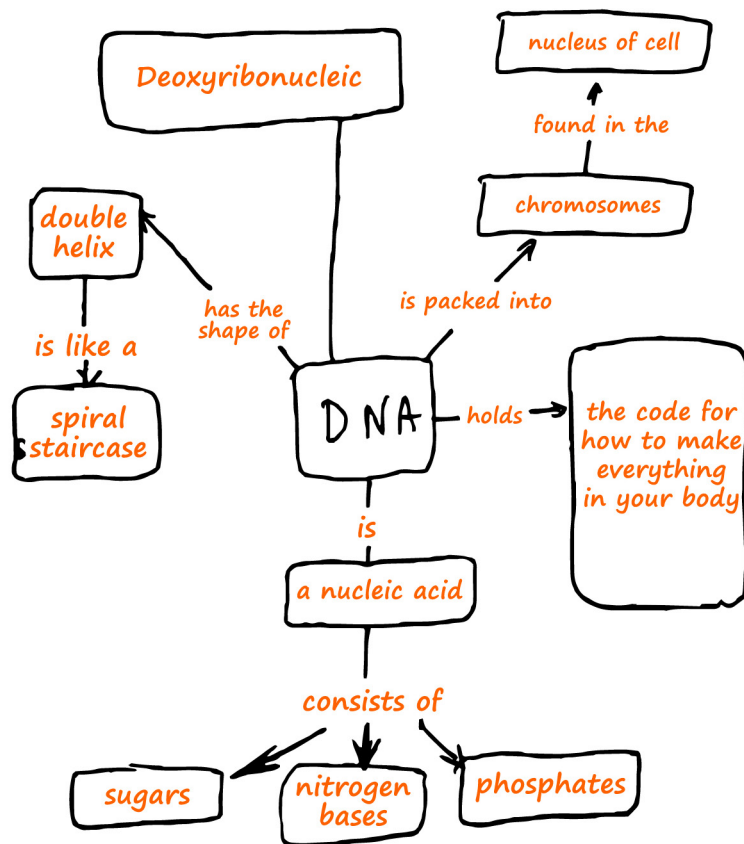 nucleus of cell
Deoxyribonucleic
found in the
chromosomes
double
helix
is packed into
has the
shape of
is like a
spiral
staircase
DNA
holds
the code for
how to make
everything
in your body
is
a nucleic acid
consists of
sugars
nitrogen
bases
phosphates